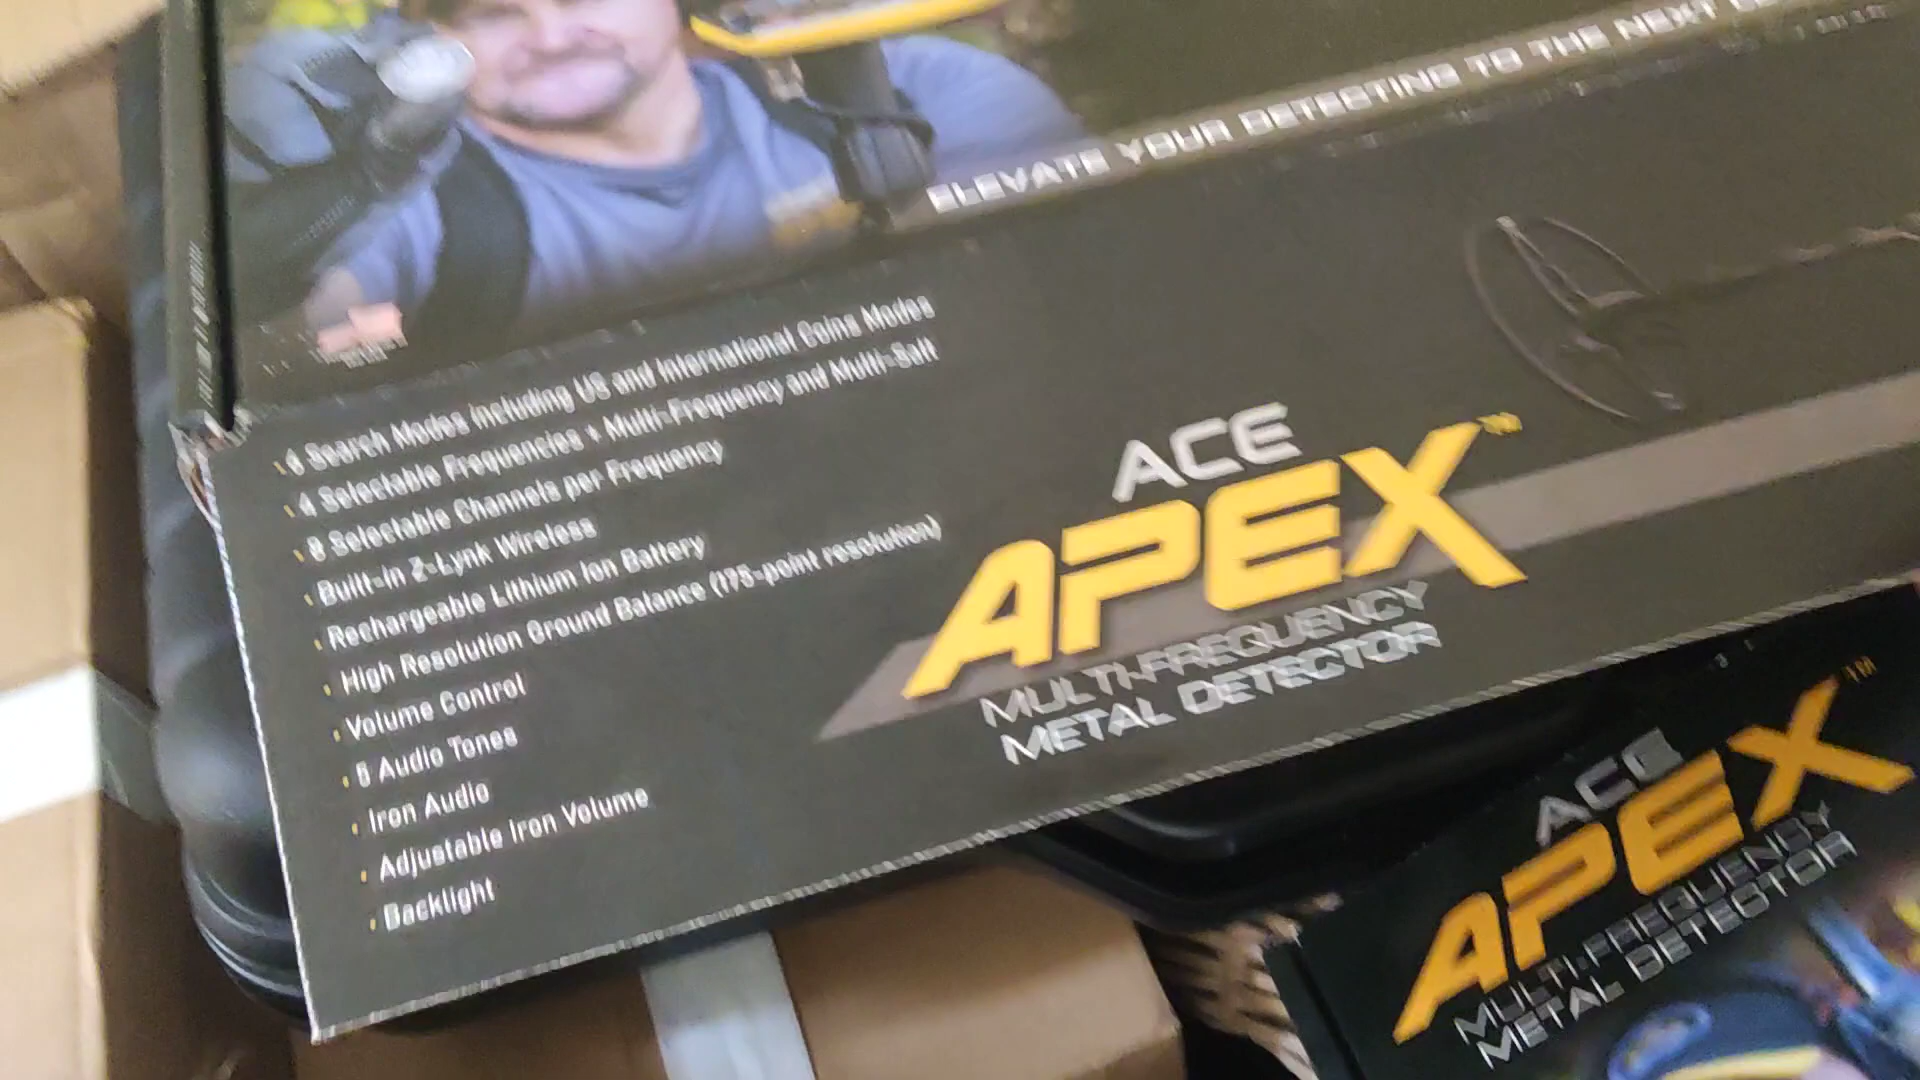 ELEVATE YOUR DETECTING TO THE NEXT
6 Search Modes Including US and International Coins Modes
4 Selectable Frequencies + Multi-Frequency and Multi-Salt
8 Selectable Channels per Frequency
Built-in Z-Lynk Wireless
Rechargeable Lithium Ion Battery
High Resolution Ground Balance (175-point resolution)
Volume Control
5 Audio Tones
Iron Audio
Adjustable Iron Volume
Backlight
ACE
APEX™
MULTI-FREQUENCY
METAL DETECTOR
ACE
APEX™
MULTI-FREQUENCY
METAL DETECTOR